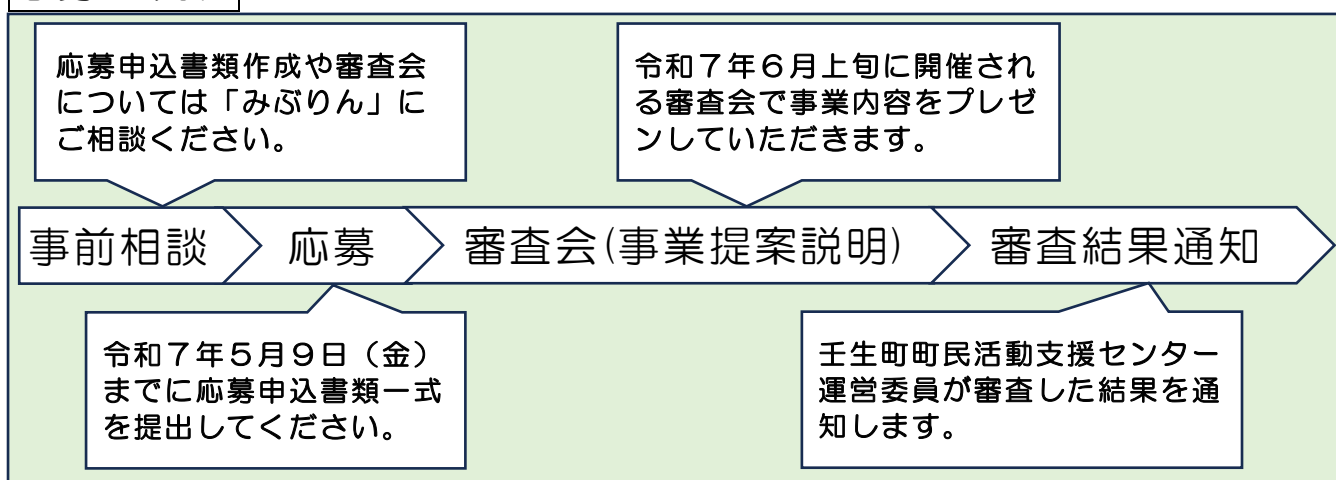 応募申込書類作成や審査会
については「みぶりん」に
ご相談ください。
令和７年６月上旬に開催され
る審査会で事業内容をプレゼ
ンしていただきます。
事前相談
応募
審査会(事業提案説明)
審査結果通知
令和７年５月９日（金）
までに応募申込書類一式
を提出してください。
壬生町町民活動支援センター
運営委員が審査した結果を通
知します。